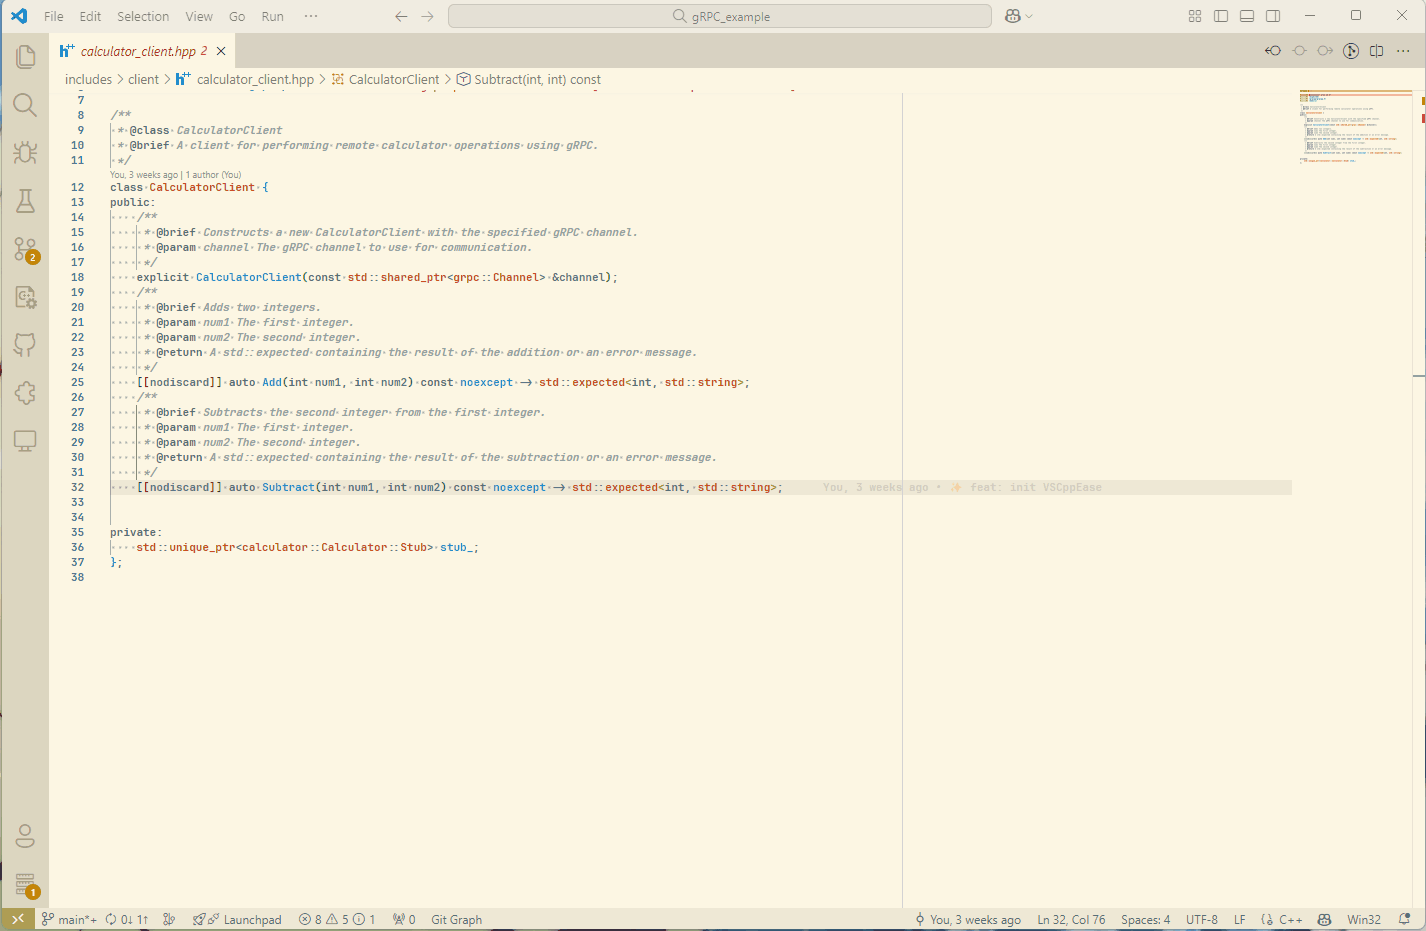 File Edit Selection View Go Run ··· gRPC_example
calculator_client.hpp 2
includes > client > calculator_client.hpp > CalculatorClient > Subtract(int, int) const
7
8 /**
9 * @class CalculatorClient
10 * @brief A client for performing remote calculator operations using gRPC.
11 */
You, 3 weeks ago | 1 author (You)
12 class CalculatorClient {
13 public:
14 /**
15 * @brief Constructs a new CalculatorClient with the specified gRPC channel.
16 * @param channel The gRPC channel to use for communication.
17 */
18 explicit CalculatorClient(const std::shared_ptr<grpc::Channel> &channel);
19 /**
20 * @brief Adds two integers.
21 * @param num1 The first integer.
22 * @param num2 The second integer.
23 * @return A std::expected containing the result of the addition or an error message.
24 */
25 [[nodiscard]] auto Add(int num1, int num2) const noexcept -> std::expected<int, std::string>;
26 /**
27 * @brief Subtracts the second integer from the first integer.
28 * @param num1 The first integer.
29 * @param num2 The second integer.
30 * @return A std::expected containing the result of the subtraction or an error message.
31 */
32 [[nodiscard]] auto Subtract(int num1, int num2) const noexcept -> std::expected<int, std::string>; You, 3 weeks ago • ✨ feat: init VSCppEase
33
34
35 private:
36 std::unique_ptr<calculator::Calculator::Stub> stub_;
37 };
38
2
1
main*+ 0↓ 1↑ Launchpad 8 5 1 0 Git Graph You, 3 weeks ago Ln 32, Col 76 Spaces: 4 UTF-8 LF C++ Win32